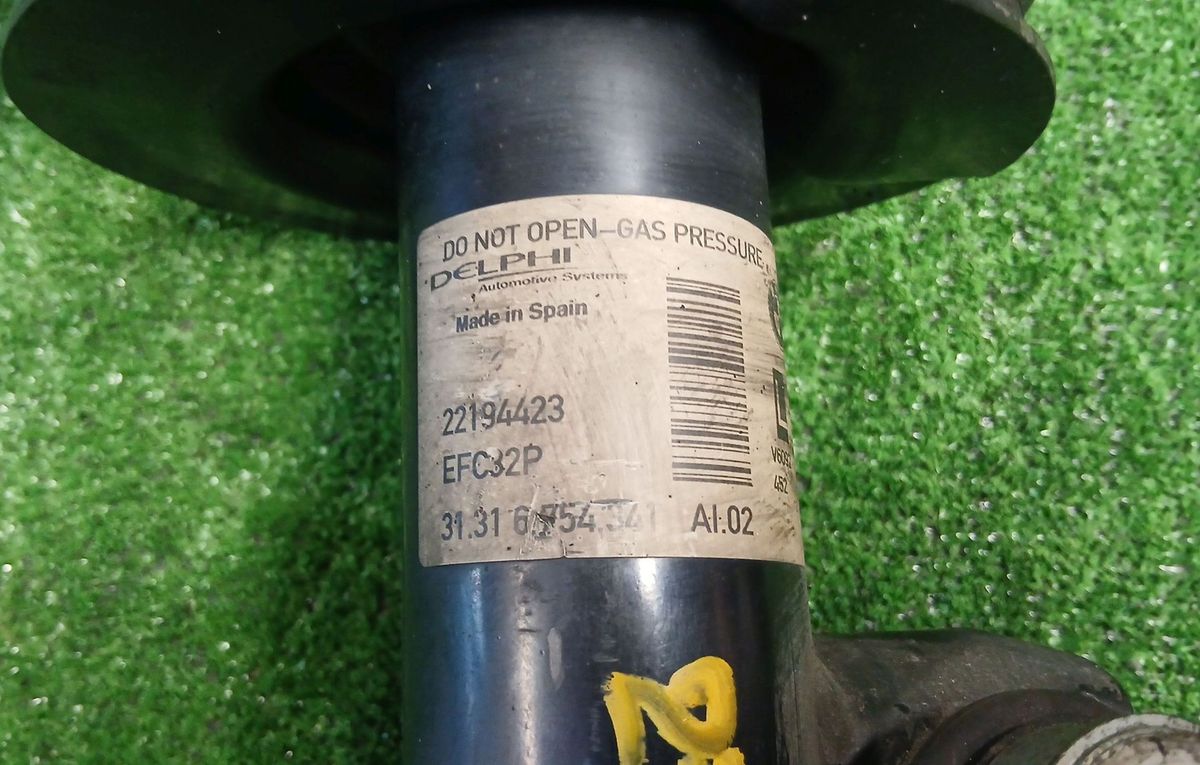 DO NOT OPEN-GAS PRESSURE
DELPHI
Automotive Systems
Made in Spain
22194423
EFC32P
31.31 6.754.341 AI.02
L
452